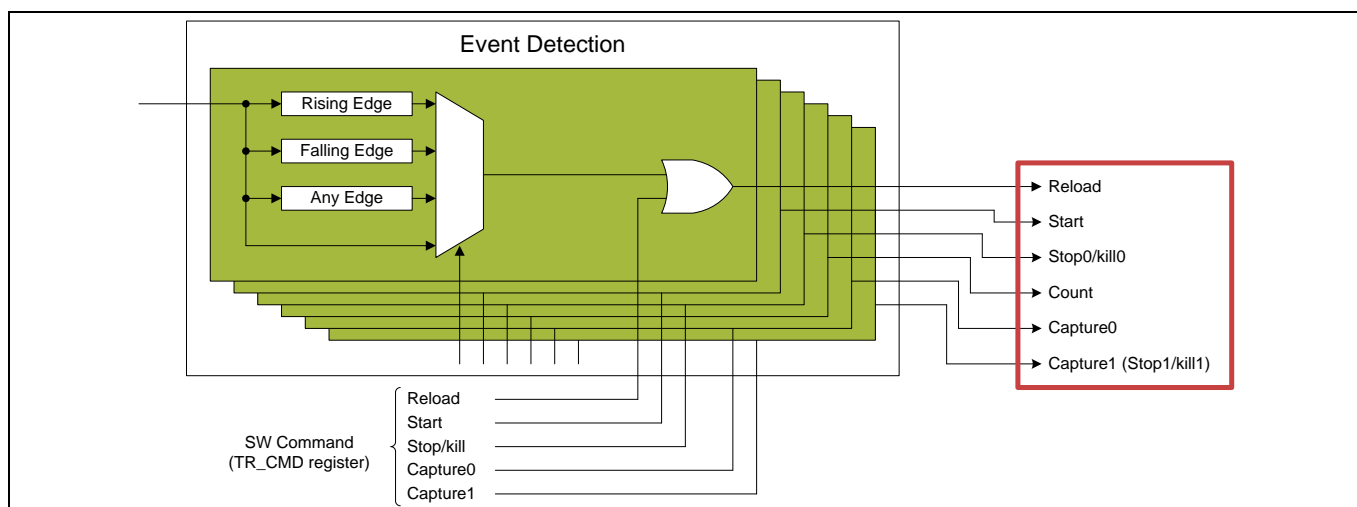 Event Detection
Rising Edge
Falling Edge
Any Edge
Reload
Start
Stop0/kill0
Count
Capture0
Capture1 (Stop1/kill1)
SW Command
(TR_CMD register)
Reload
Start
Stop/kill
Capture0
Capture1